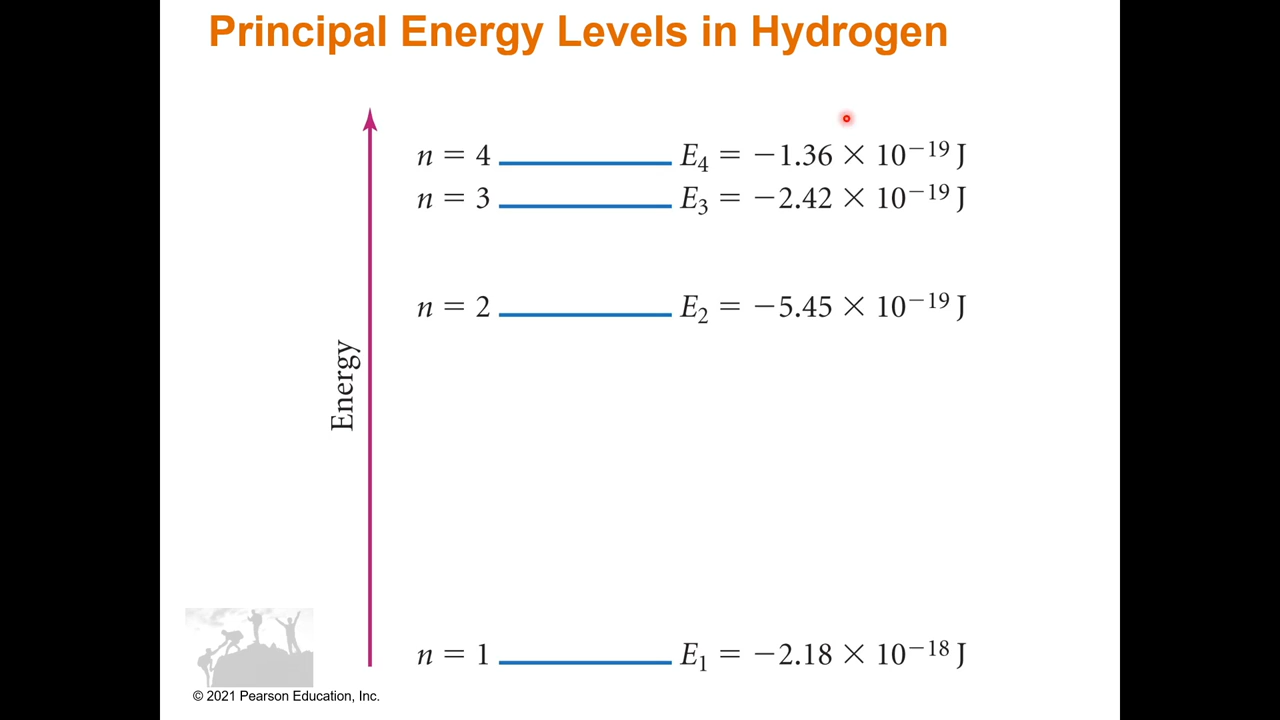 Principal Energy Levels in Hydrogen
n = 4 E₄ = −1.36 × 10⁻¹⁹ J
n = 3 E₃ = −2.42 × 10⁻¹⁹ J
n = 2 E₂ = −5.45 × 10⁻¹⁹ J
Energy
n = 1 E₁ = −2.18 × 10⁻¹⁸ J
© 2021 Pearson Education, Inc.